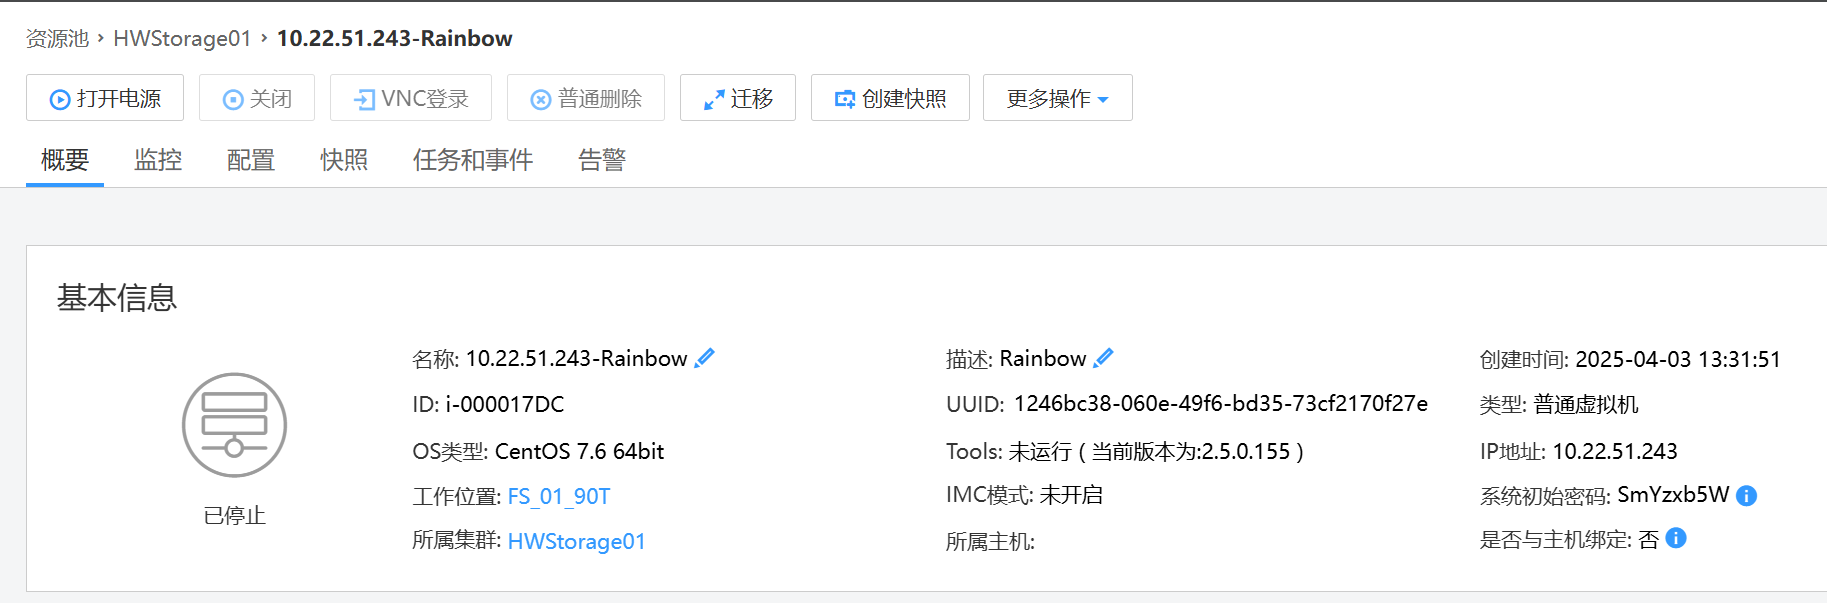 资源池 › HWStorage01 › 10.22.51.243-Rainbow
打开电源 关闭 VNC登录 普通删除 迁移 创建快照 更多操作
概要 监控 配置 快照 任务和事件 告警
基本信息
名称: 10.22.51.243-Rainbow 描述: Rainbow 创建时间: 2025-04-03 13:31:51
ID: i-000017DC UUID: 1246bc38-060e-49f6-bd35-73cf2170f27e 类型: 普通虚拟机
OS类型: CentOS 7.6 64bit Tools: 未运行 ( 当前版本为:2.5.0.155 ) IP地址: 10.22.51.243
工作位置: FS_01_90T IMC模式: 未开启 系统初始密码: SmYzxb5W
已停止
所属集群: HWStorage01 所属主机: 是否与主机绑定: 否